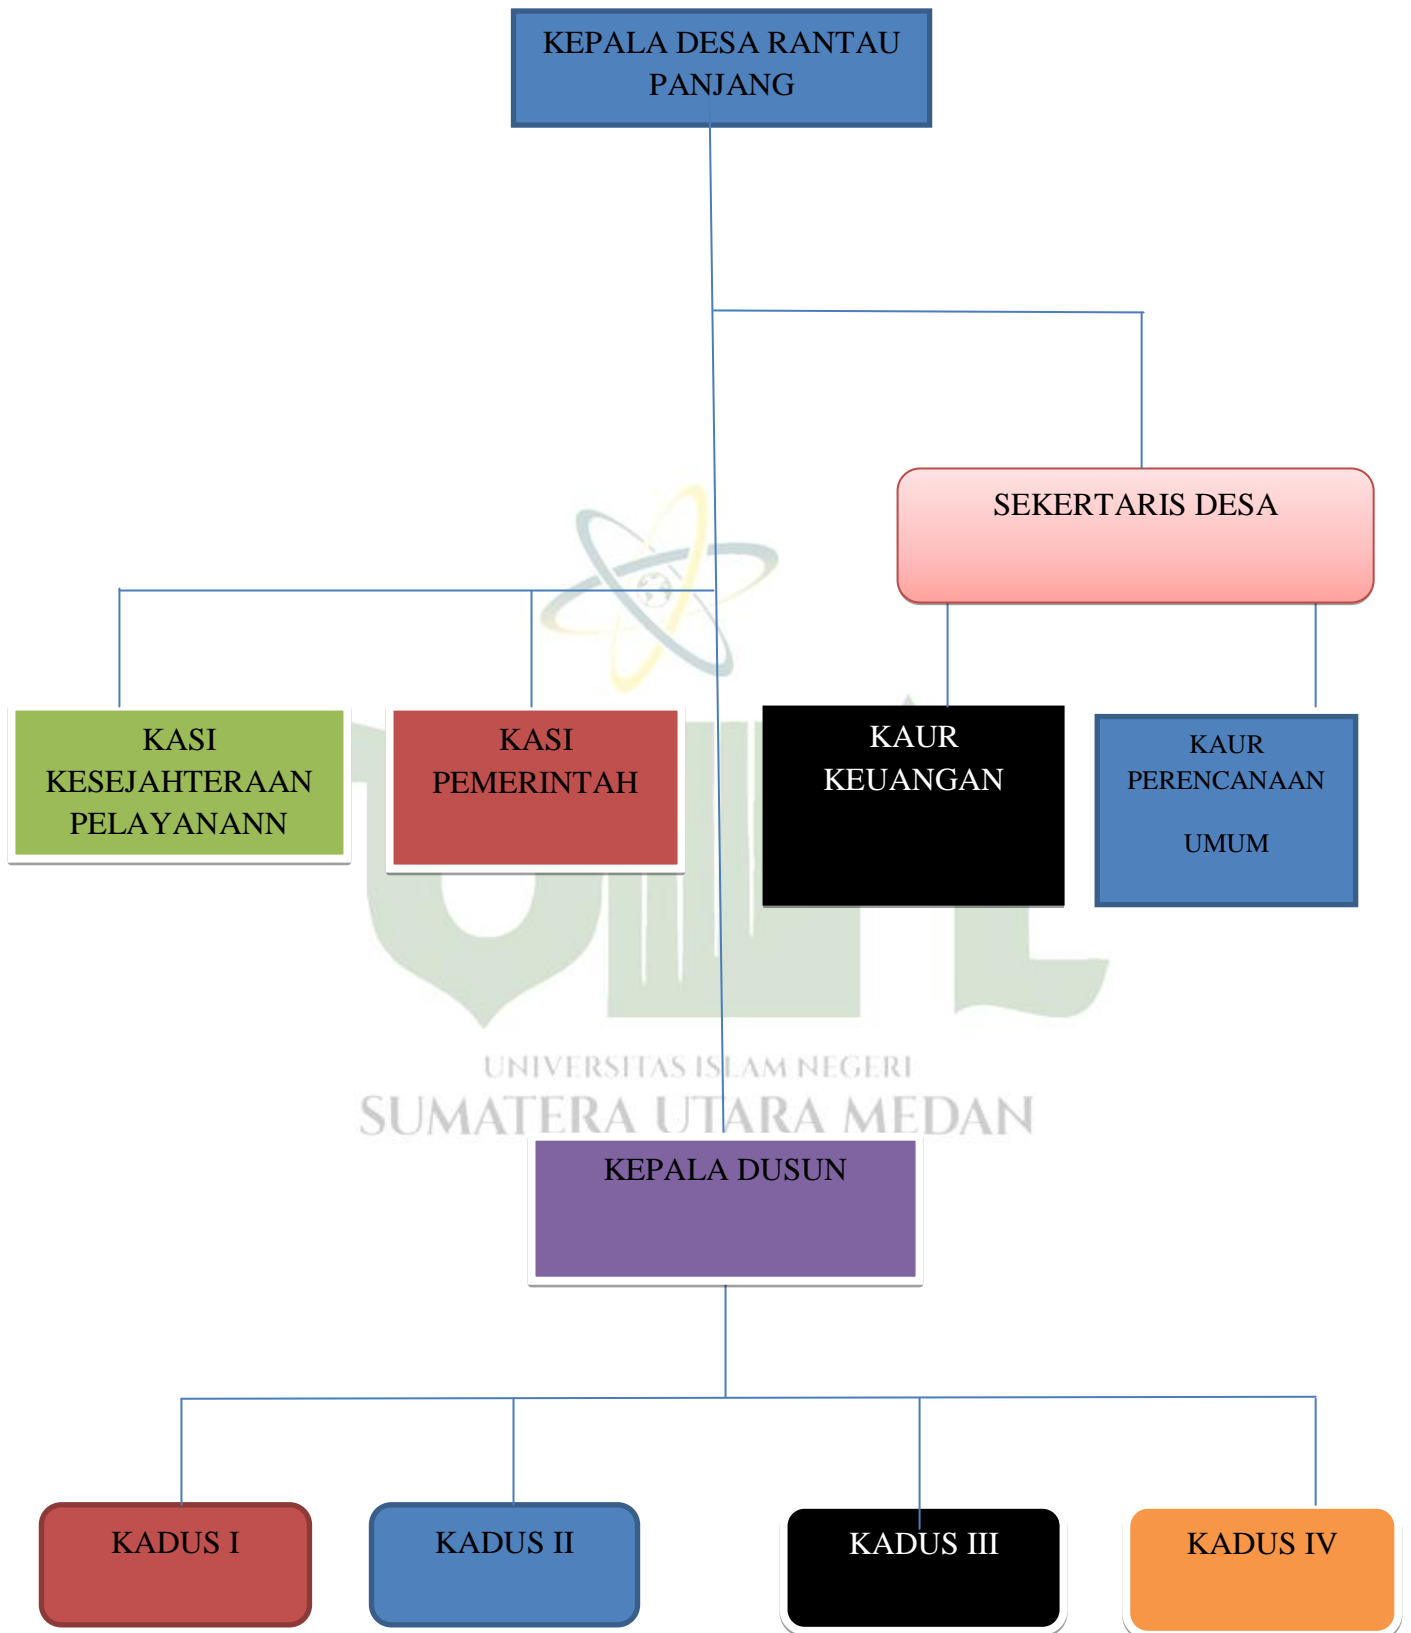 KEPALA DESA RANTAU
PANJANG
SEKERTARIS DESA
KASI
KESEJAHTERAAN
PELAYANANN
KASI
PEMERINTAH
KAUR
KEUANGAN
KAUR
PERENCANAAN
UMUM
UNIVERSITAS ISLAM NEGERI
SUMATERA UTARA MEDAN
KEPALA DUSUN
KADUS I
KADUS II
KADUS III
KADUS IV